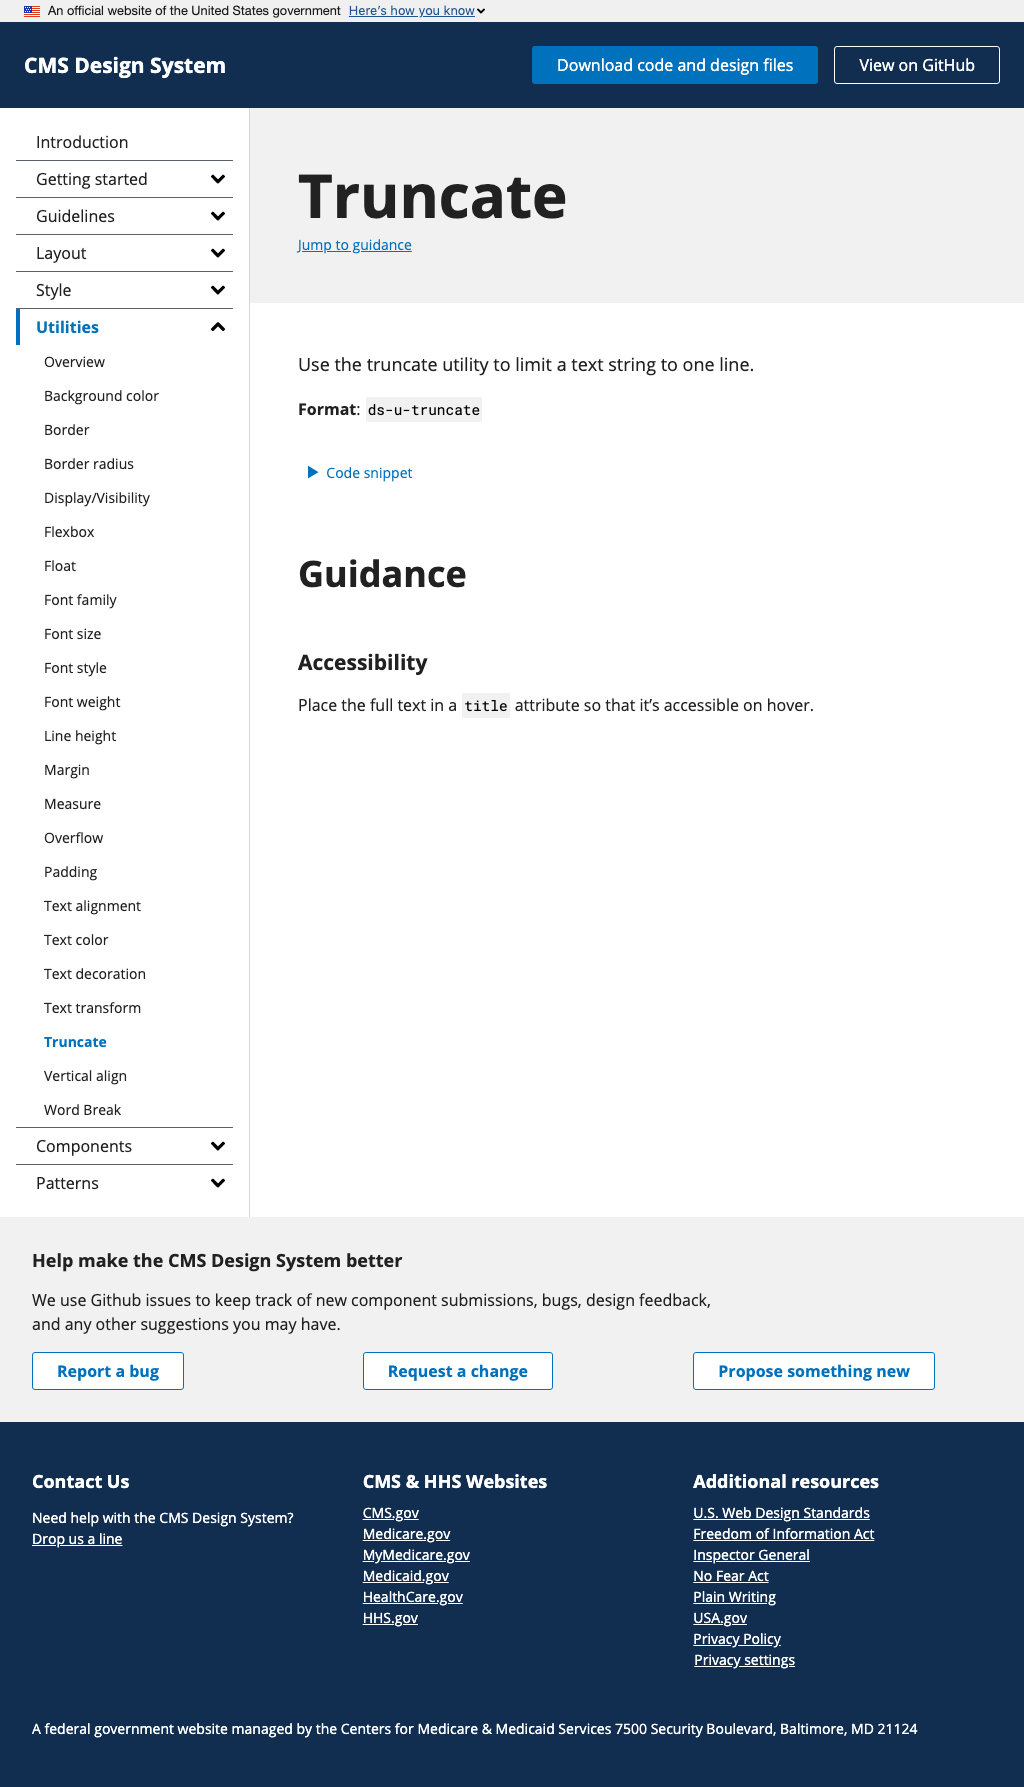 An official website of the United States government Here's how you know
CMS Design System
Download code and design files
View on GitHub
Introduction
Getting started
Guidelines
Layout
Style
Utilities
Overview
Background color
Border
Border radius
Display/Visibility
Flexbox
Float
Font family
Font size
Font style
Font weight
Line height
Margin
Measure
Overflow
Padding
Text alignment
Text color
Text decoration
Text transform
Truncate
Vertical align
Word Break
Components
Patterns
Truncate
Jump to guidance
Use the truncate utility to limit a text string to one line.
Format: ds-u-truncate
Code snippet
Guidance
Accessibility
Place the full text in a title attribute so that it’s accessible on hover.
Help make the CMS Design System better
We use Github issues to keep track of new component submissions, bugs, design feedback,
and any other suggestions you may have.
Report a bug
Request a change
Propose something new
Contact Us
Need help with the CMS Design System?
Drop us a line
CMS & HHS Websites
CMS.gov
Medicare.gov
MyMedicare.gov
Medicaid.gov
HealthCare.gov
HHS.gov
Additional resources
U.S. Web Design Standards
Freedom of Information Act
Inspector General
No Fear Act
Plain Writing
USA.gov
Privacy Policy
Privacy settings
A federal government website managed by the Centers for Medicare & Medicaid Services 7500 Security Boulevard, Baltimore, MD 21124